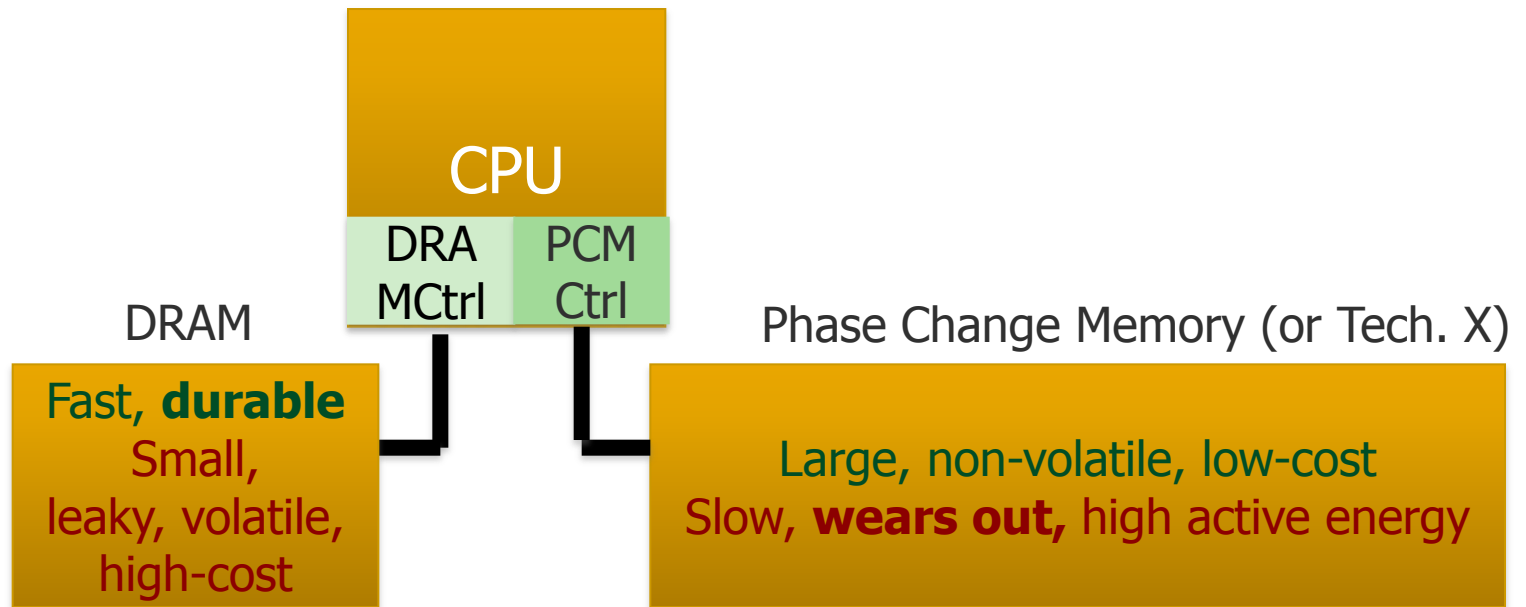 CPU
DRA
MCtrl
PCM
Ctrl
DRAM
Fast, durable
Small,
leaky, volatile,
high-cost
Phase Change Memory (or Tech. X)
Large, non-volatile, low-cost
Slow, wears out, high active energy